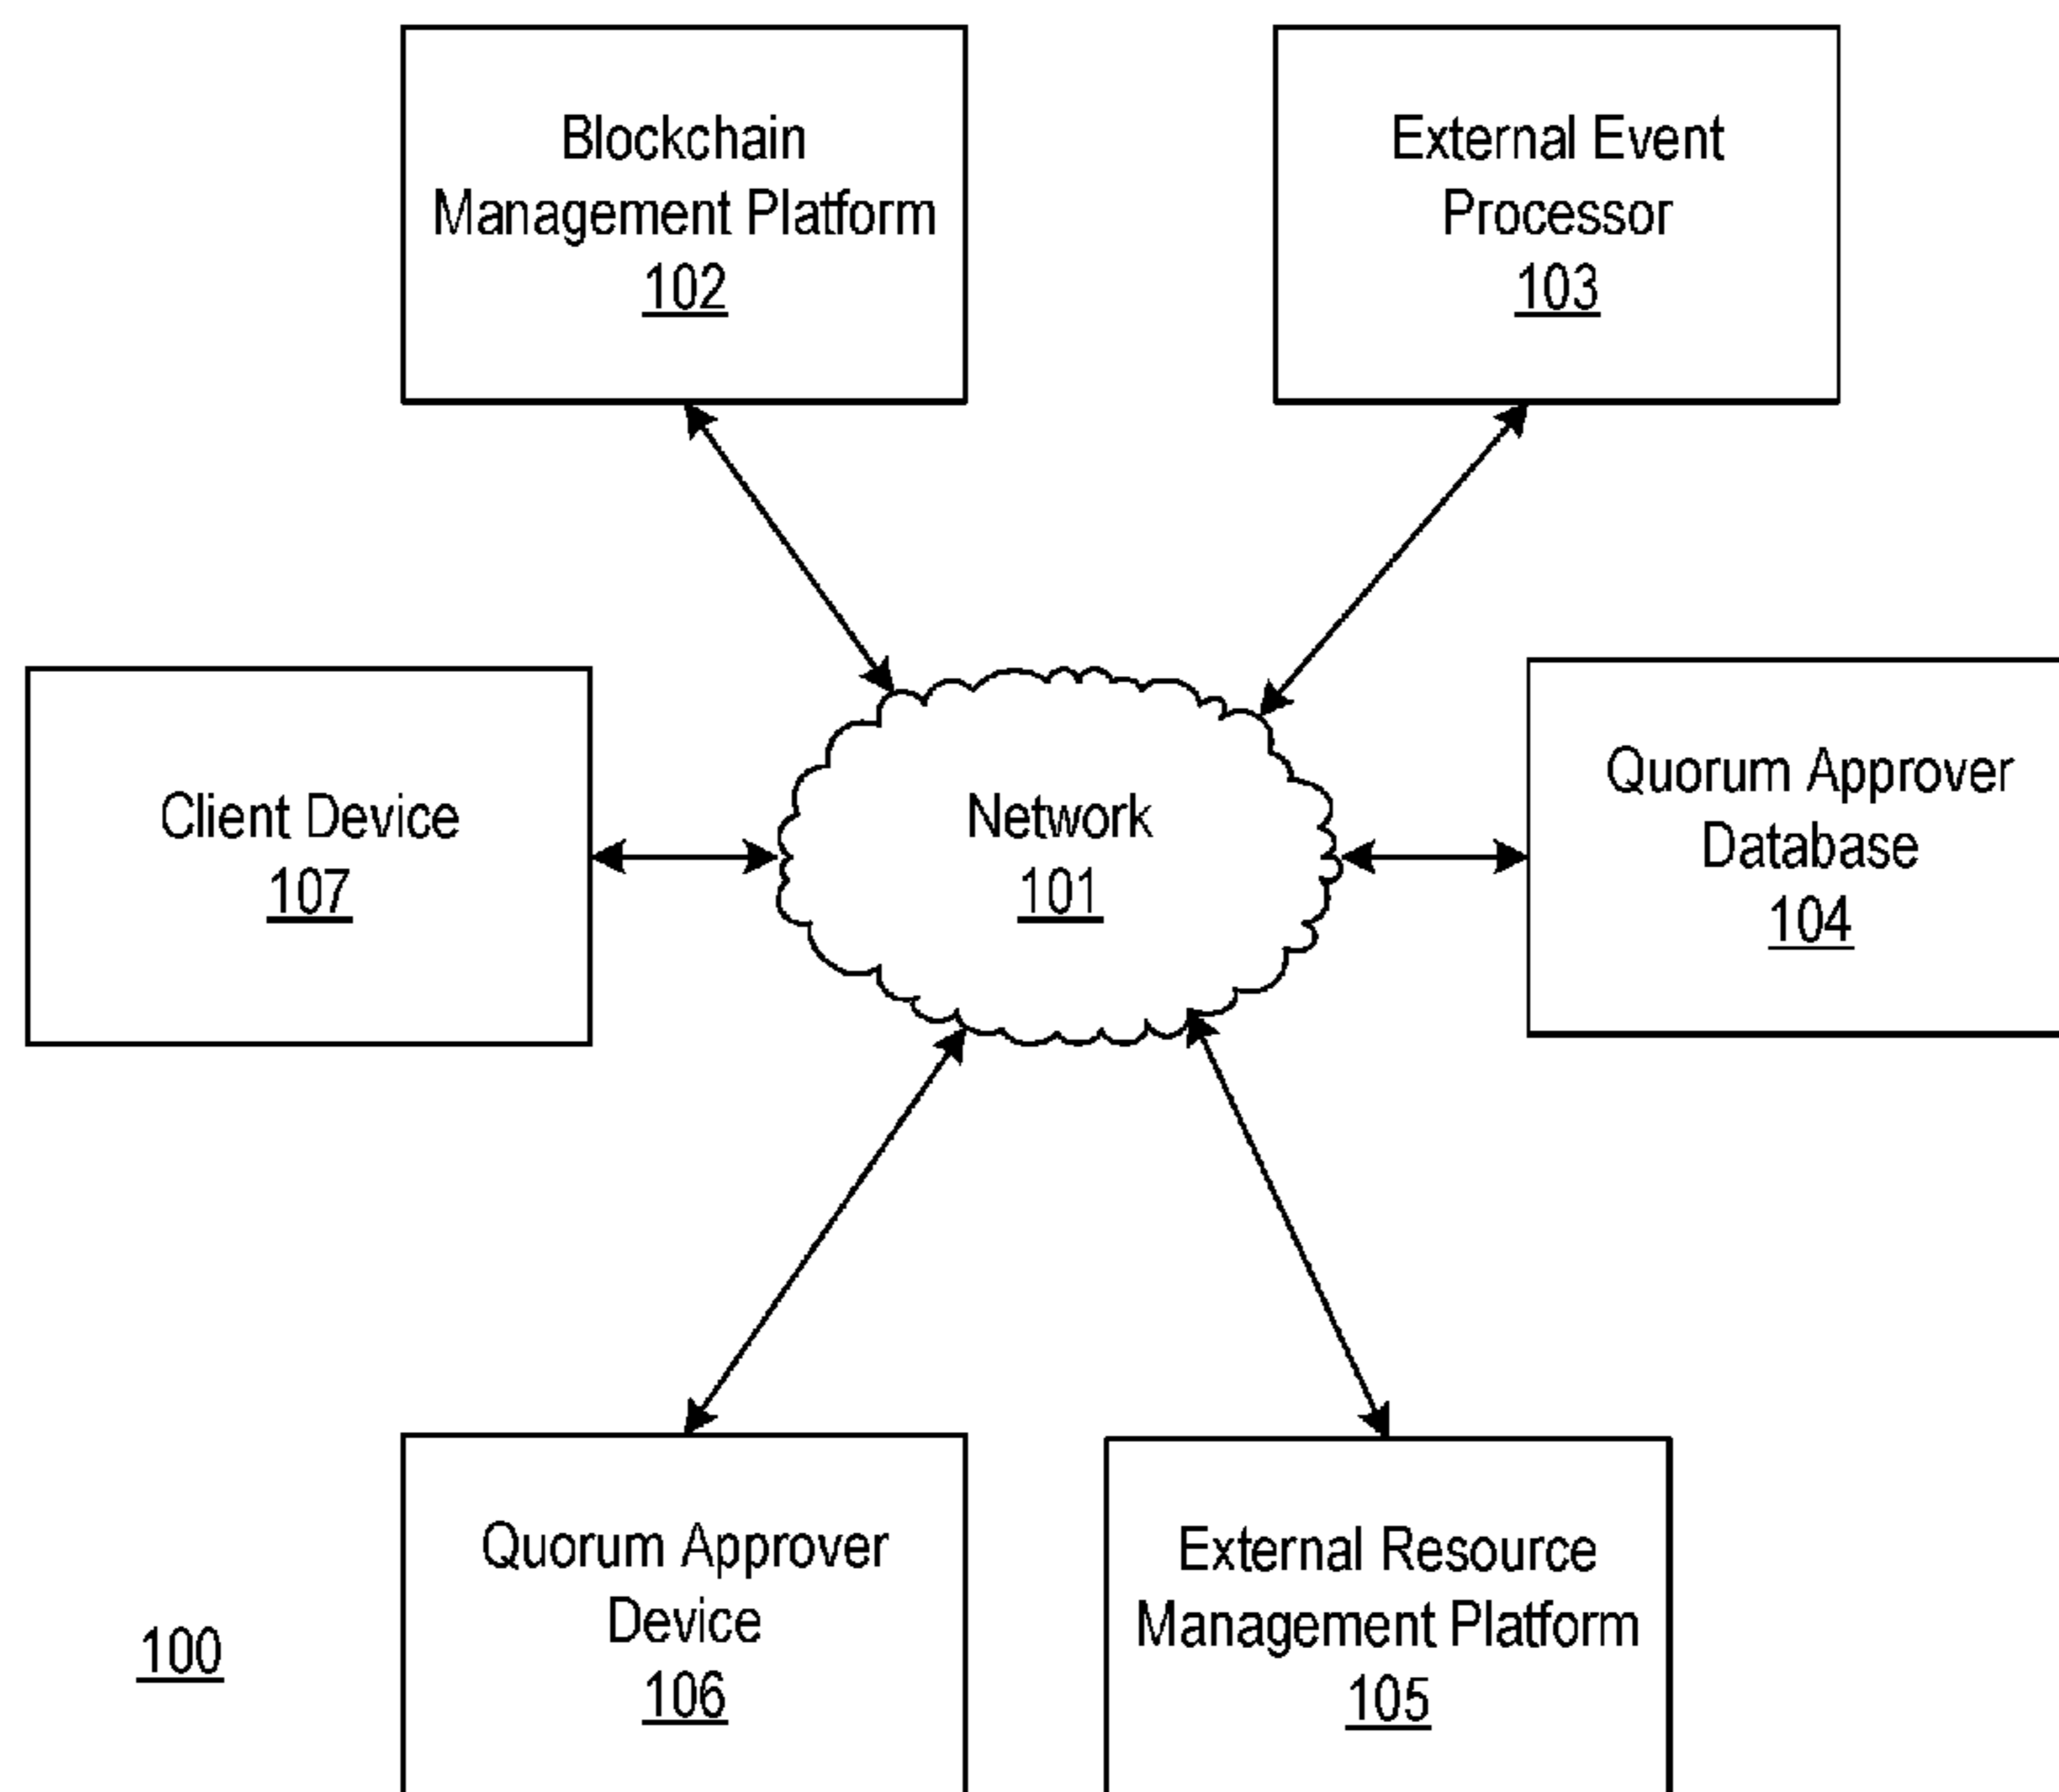 Blockchain
Management Platform
102
External Event
Processor
103
Client Device
107
Network
101
Quorum Approver
Database
104
Quorum Approver
Device
106
External Resource
Management Platform
105
100